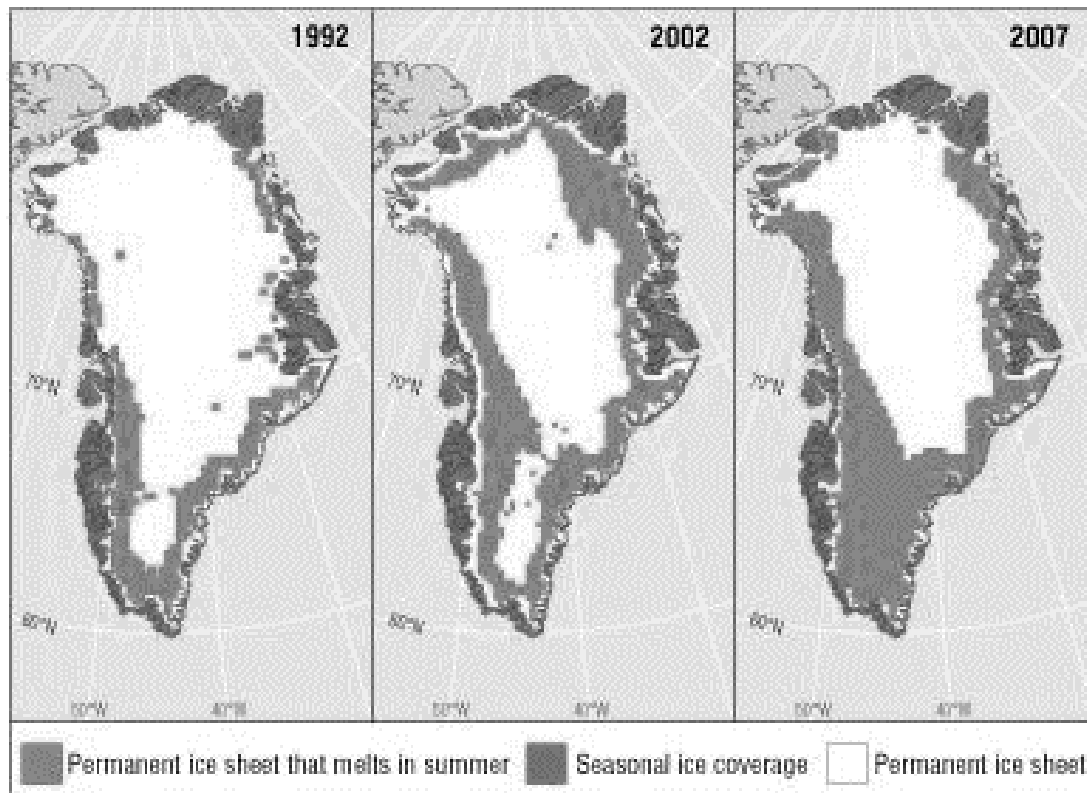 1992
2002
2007
70°N
70°N
70°N
60°N
60°N
60°N
50°W
40°W
50°W
40°W
50°W
40°W
Permanent ice sheet that melts in summer
Seasonal ice coverage
Permanent ice sheet